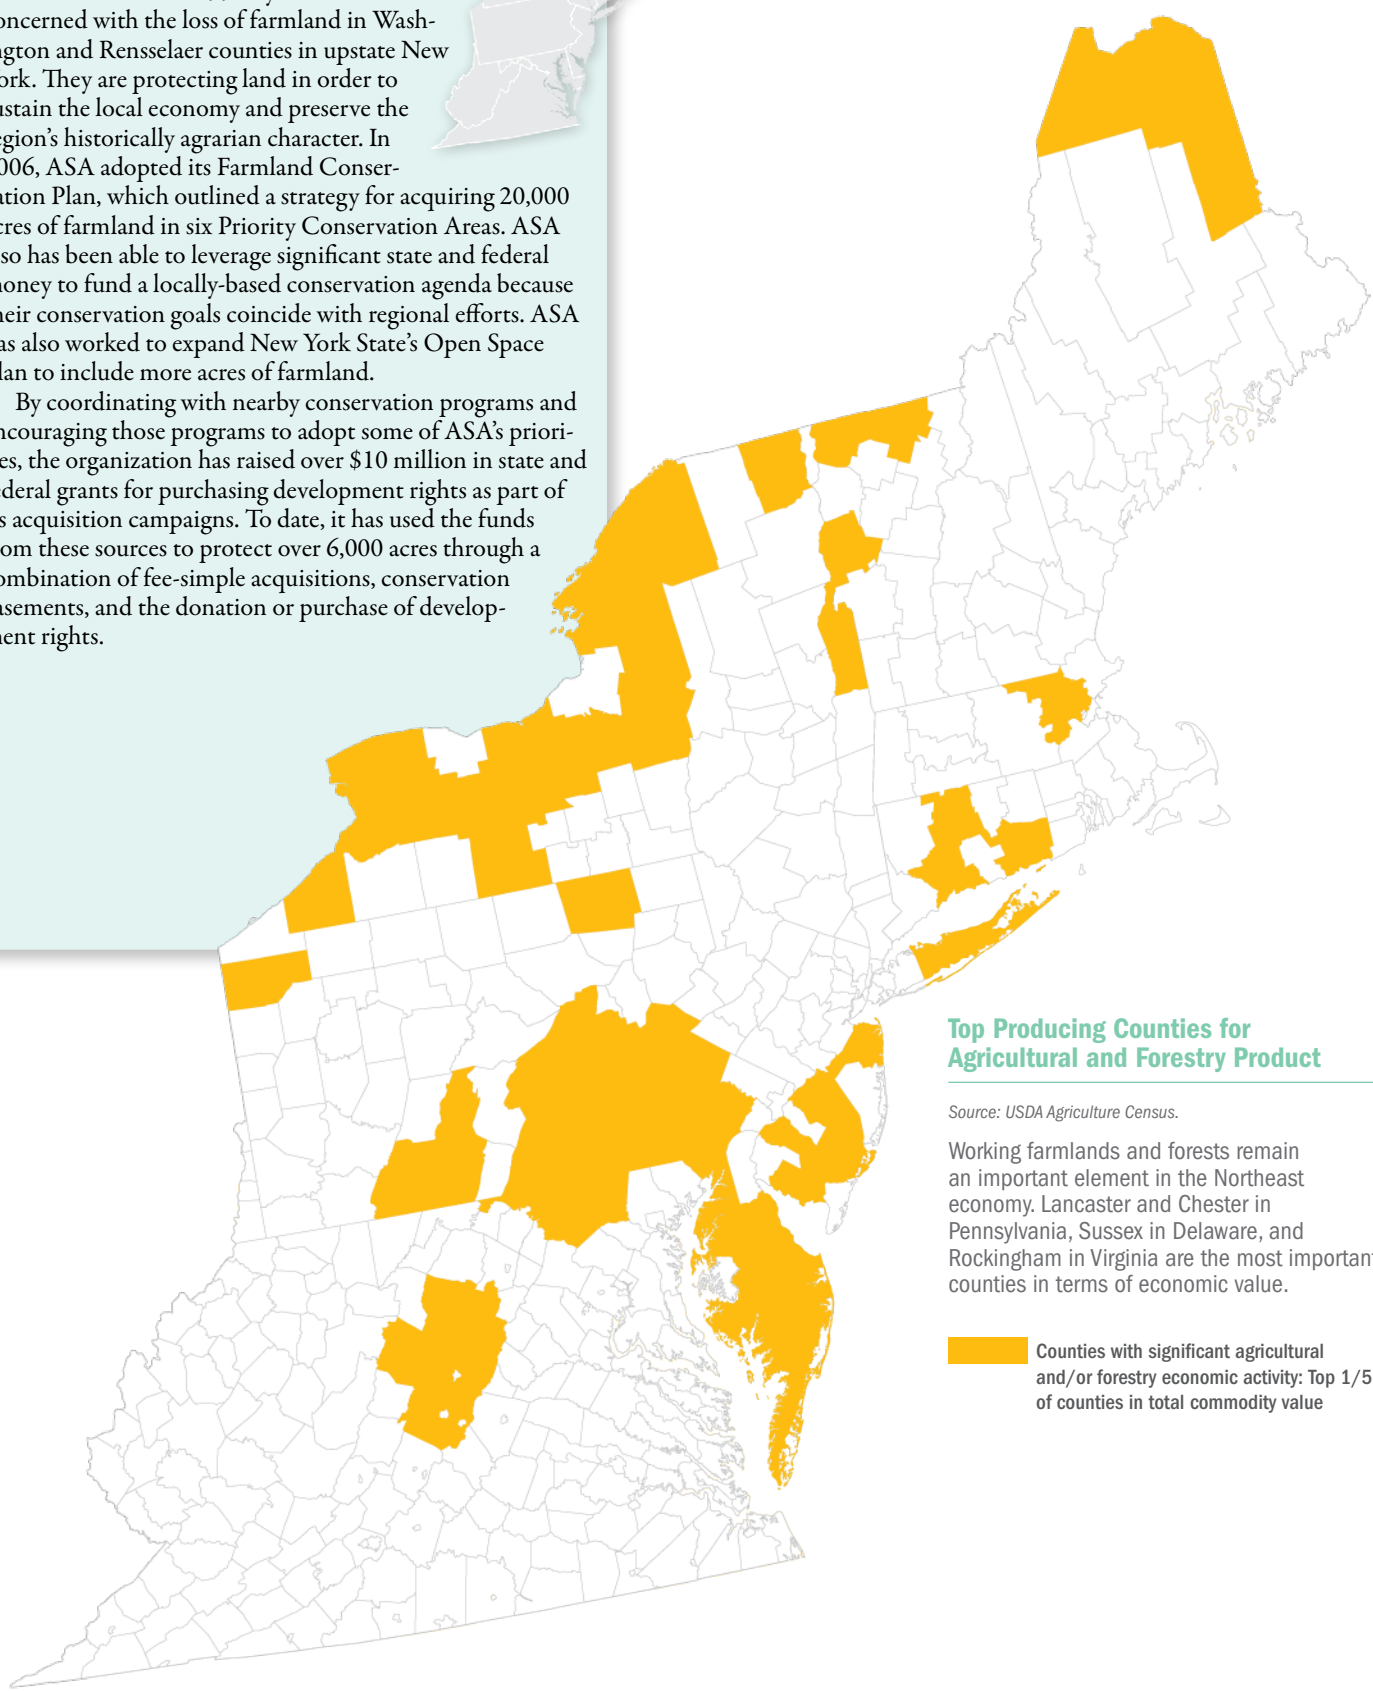 oncerned with the loss of farmland in Wash-
ngton and Rensselaer counties in upstate New
ork. They are protecting land in order to
ustain the local economy and preserve the
egion's historically agrarian character. In
006, ASA adopted its Farmland Conser-
ation Plan, which outlined a strategy for acquiring 20,000
cres of farmland in six Priority Conservation Areas. ASA
so has been able to leverage significant state and federal
oney to fund a locally-based conservation agenda because
heir conservation goals coincide with regional efforts. ASA
as also worked to expand New York State's Open Space
lan to include more acres of farmland.
By coordinating with nearby conservation programs and
ncouraging those programs to adopt some of ASA's priori-
es, the organization has raised over $10 million in state and
ederal grants for purchasing development rights as part of
s acquisition campaigns. To date, it has used the funds
om these sources to protect over 6,000 acres through a
ombination of fee-simple acquisitions, conservation
asements, and the donation or purchase of develop-
ent rights.
Top Producing Counties for
Agricultural and Forestry Product
Source: USDA Agriculture Census.
Working farmlands and forests remain
an important element in the Northeast
economy. Lancaster and Chester in
Pennsylvania, Sussex in Delaware, and
Rockingham in Virginia are the most important
counties in terms of economic value.
Counties with significant agricultural
and/or forestry economic activity: Top 1/5
of counties in total commodity value